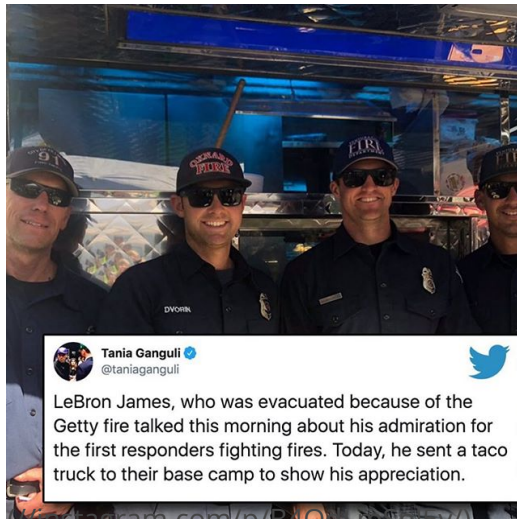 91
OXNARD
FIRE
FIRE
DEPARTMENT
FIRE
DVORIK
Tania Ganguli
@taniaganguli
LeBron James, who was evacuated because of the
Getty fire talked this morning about his admiration for
the first responders fighting fires. Today, he sent a taco
truck to their base camp to show his appreciation.